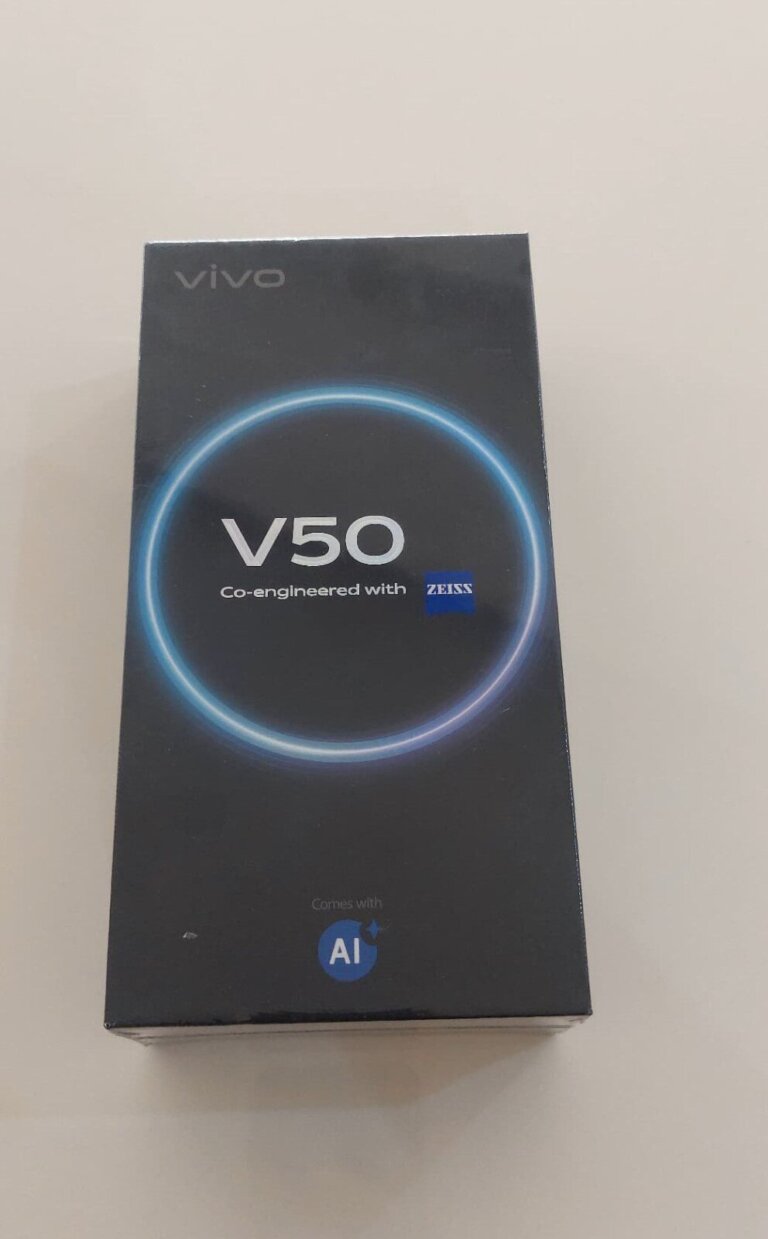 vivo
V50
Co-engineered with ZEISS
Comes with
AI